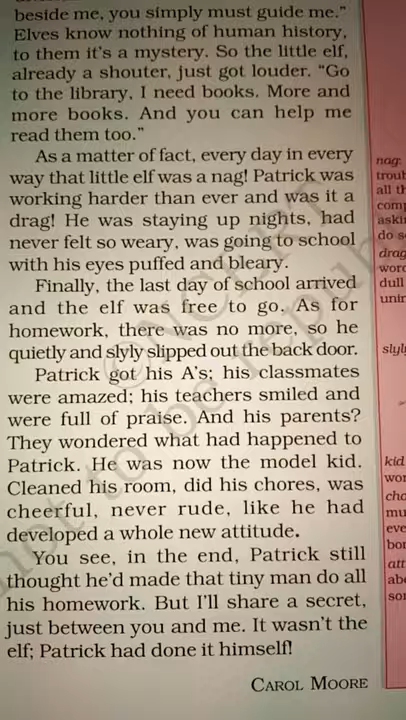 beside me, you simply must guide me."
Elves know nothing of human history,
to them it's a mystery. So the little elf,
already a shouter, just got louder. "Go
to the library, I need books. More and
more books. And you can help me
read them too."
As a matter of fact, every day in every
way that little elf was a nag! Patrick was
working harder than ever and was it a
drag! He was staying up nights, had
never felt so weary, was going to school
with his eyes puffed and bleary.
Finally, the last day of school arrived
and the elf was free to go. As for
homework, there was no more, so he
quietly and slyly slipped out the back door.
Patrick got his A's; his classmates
were amazed; his teachers smiled and
were full of praise. And his parents?
They wondered what had happened to
Patrick. He was now the model kid.
Cleaned his room, did his chores, was
cheerful, never rude, like he had
developed a whole new attitude.
You see, in the end, Patrick still
thought he'd made that tiny man do all
his homework. But I'll share a secret,
just between you and me. It wasn't the
elf; Patrick had done it himself!
CAROL MOORE
nag:
all
do
drag
dull
slyly
kid